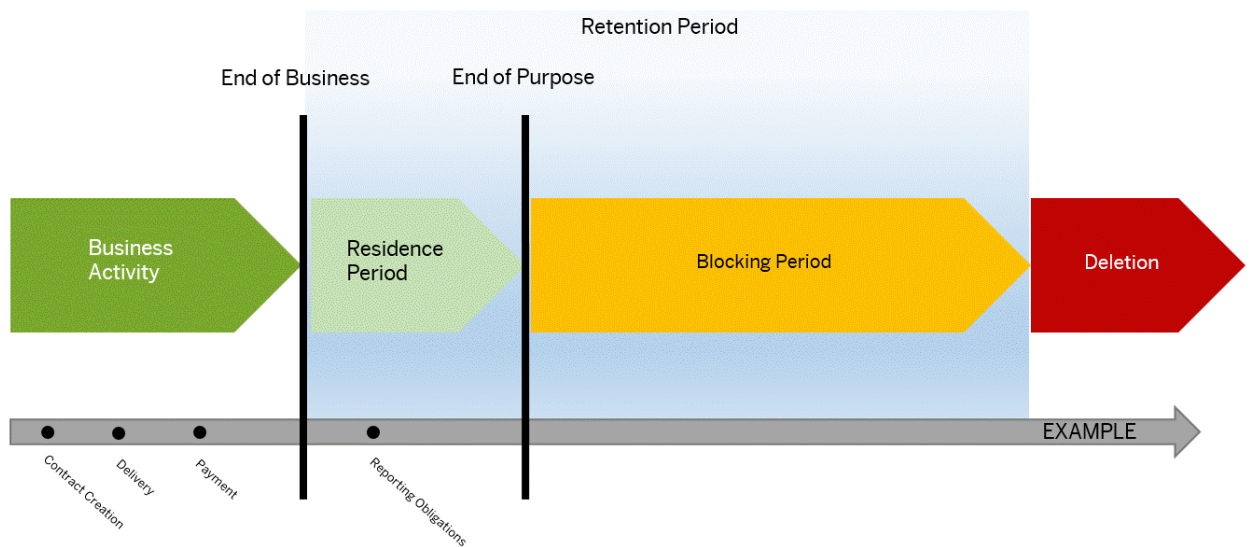 Retention Period
End of Business
End of Purpose
Business
Activity
Residence
Period
Blocking Period
Deletion
EXAMPLE
Contract Creation
Delivery
Payment
Reporting Obligations